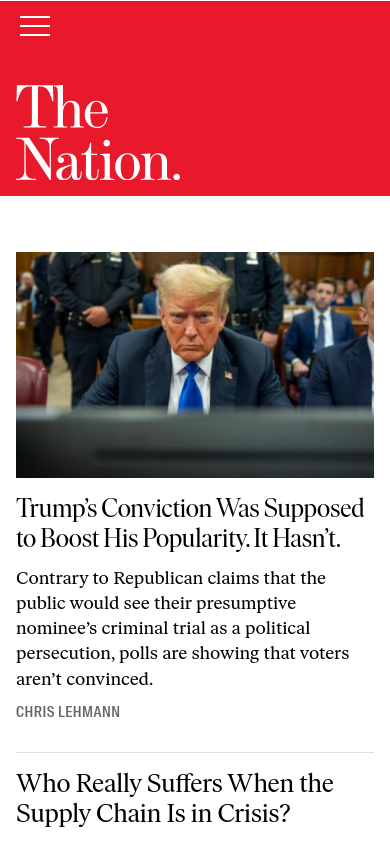 The
Nation.
Trump’s Conviction Was Supposed
to Boost His Popularity. It Hasn’t.
Contrary to Republican claims that the
public would see their presumptive
nominee’s criminal trial as a political
persecution, polls are showing that voters
aren’t convinced.
CHRIS LEHMANN
Who Really Suffers When the
Supply Chain Is in Crisis?